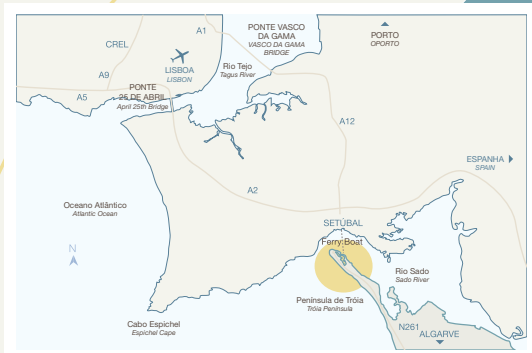 PONTE VASCO
DA GAMA
VASCO DA GAMA
BRIDGE
A1
PORTO
OPORTO
CREL
LISBOA
LISBON
Rio Tejo
Tagus River
A9
PONTE
25 DE ABRIL
April 25th Bridge
A5
A12
ESPANHA
SPAIN
A2
Oceano Atlântico
Atlantic Ocean
SETÚBAL
Ferry Boat
N
Rio Sado
Sado River
Península de Tróia
Tróia Península
Cabo Espichel
Espichel Cape
N261
ALGARVE